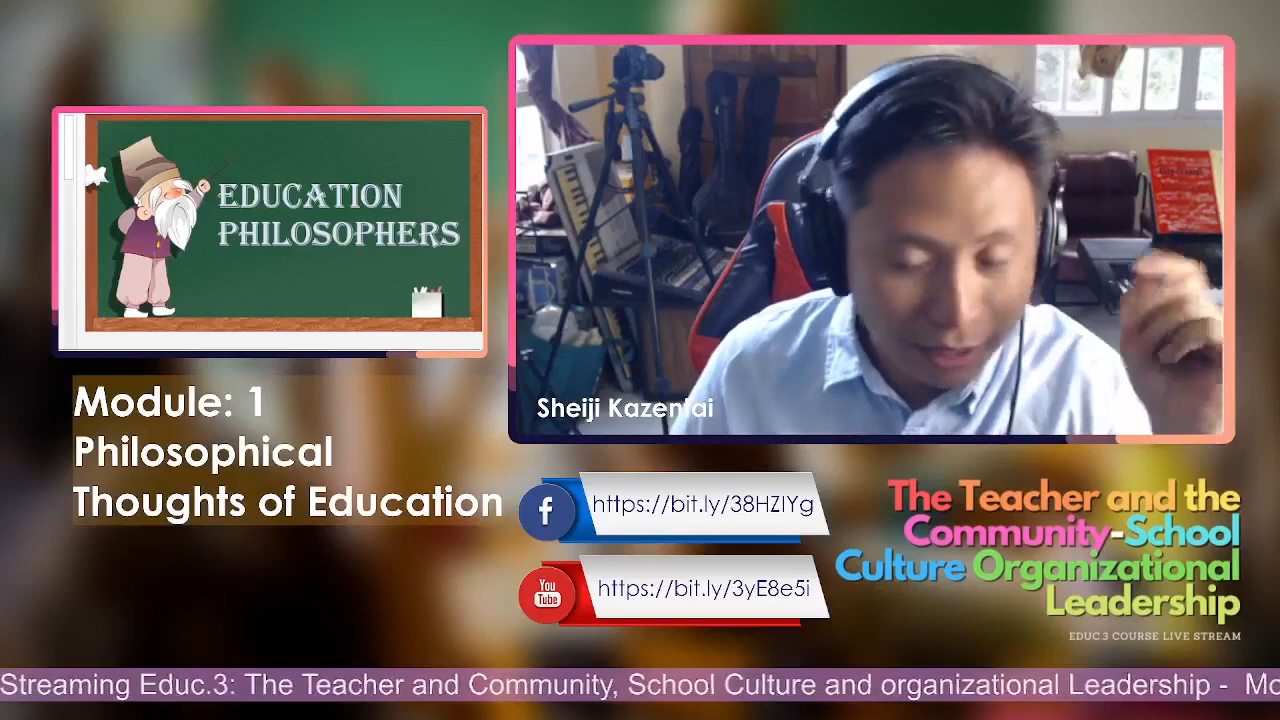 EDUCATION
PHILOSOPHERS
Module: 1
Philosophical
Thoughts of Education
Sheiji Kazentai
f
https://bit.ly/38HZIYg
You
Tube
https://bit.ly/3yE8e5i
The Teacher and the
Community-School
Culture Organizational
Leadership
EDUC.3 COURSE LIVE STREAM
Streaming Educ.3: The Teacher and Community, School Culture and organizational Leadership -